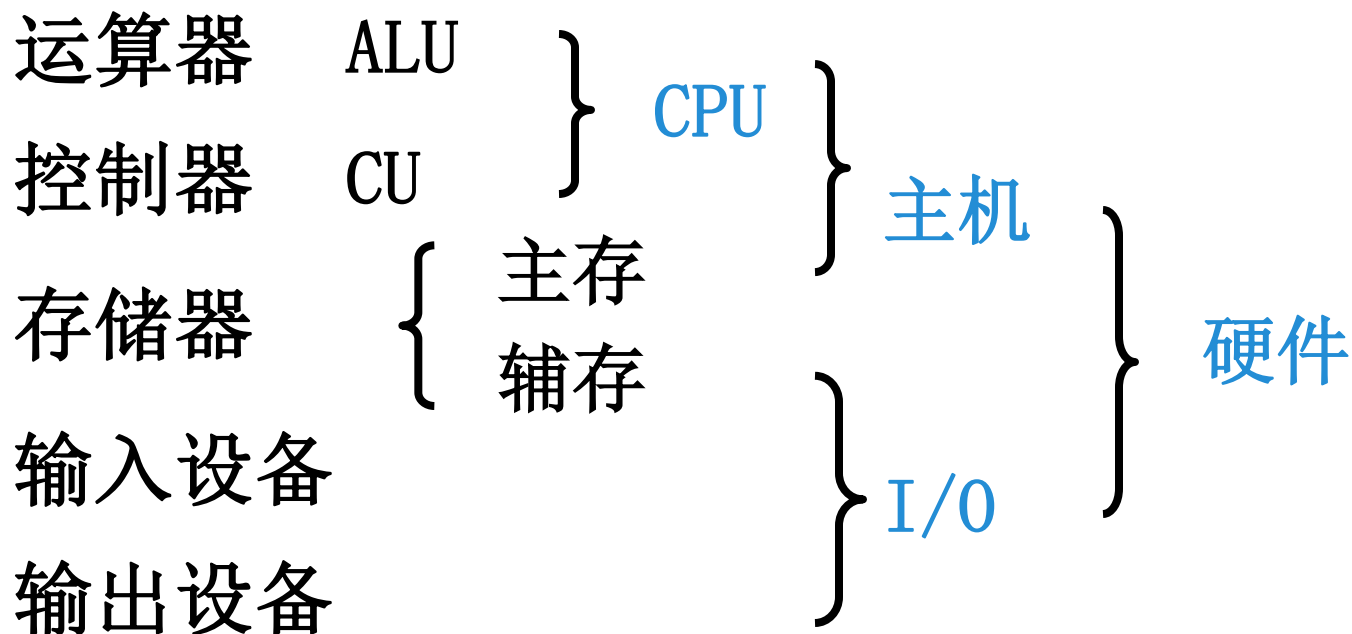 运算器 ALU
CPU
控制器 CU
主机
主存
存储器
硬件
辅存
输入设备
I/O
输出设备